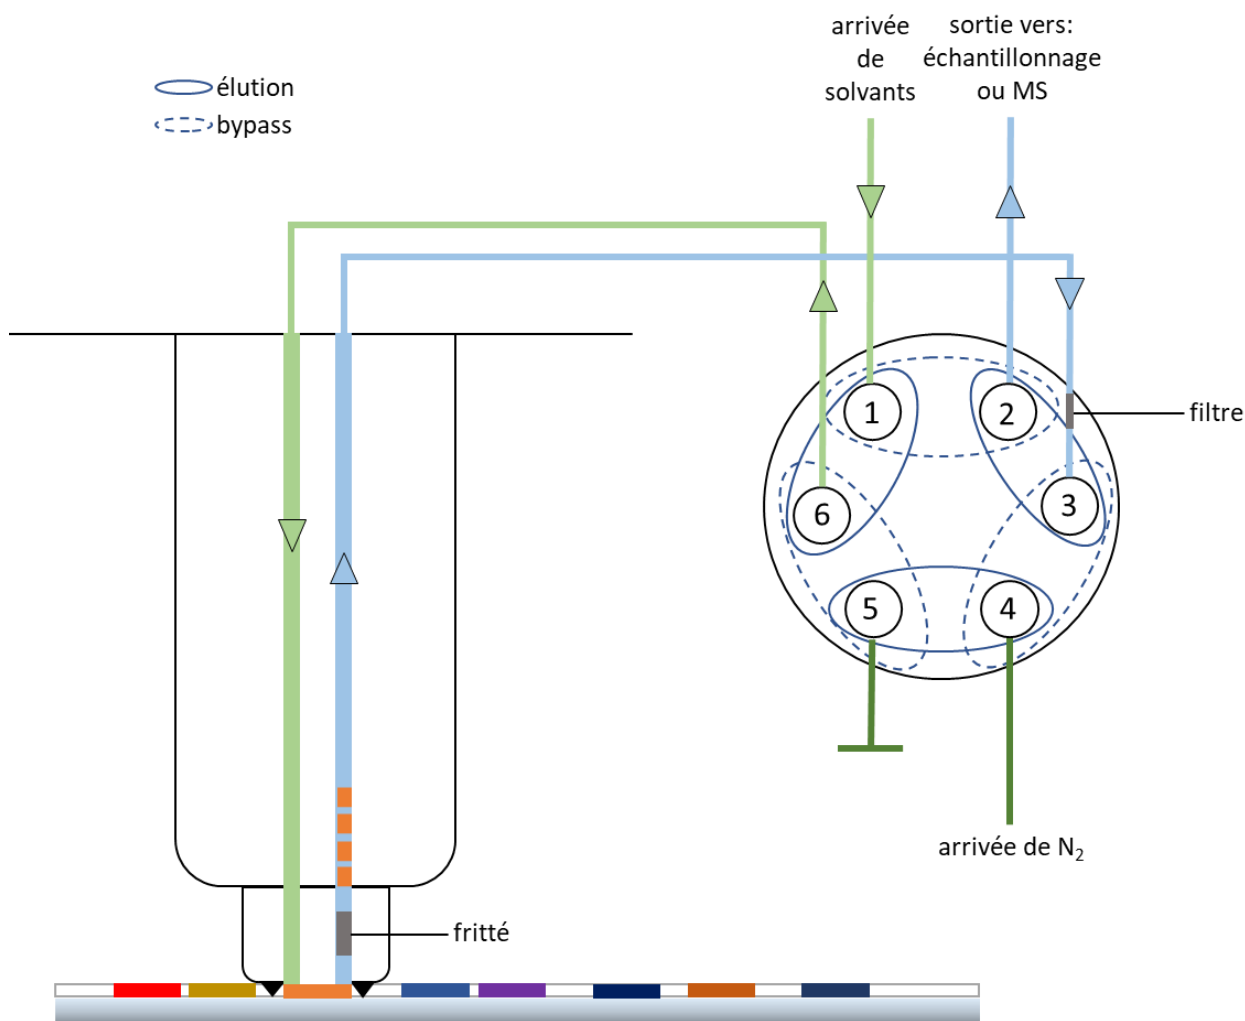 arrivée
de
solvants
sortie vers:
échantillonnage
ou MS
élution
bypass
filtre
1
2
6
3
5
4
arrivée de N₂
fritté